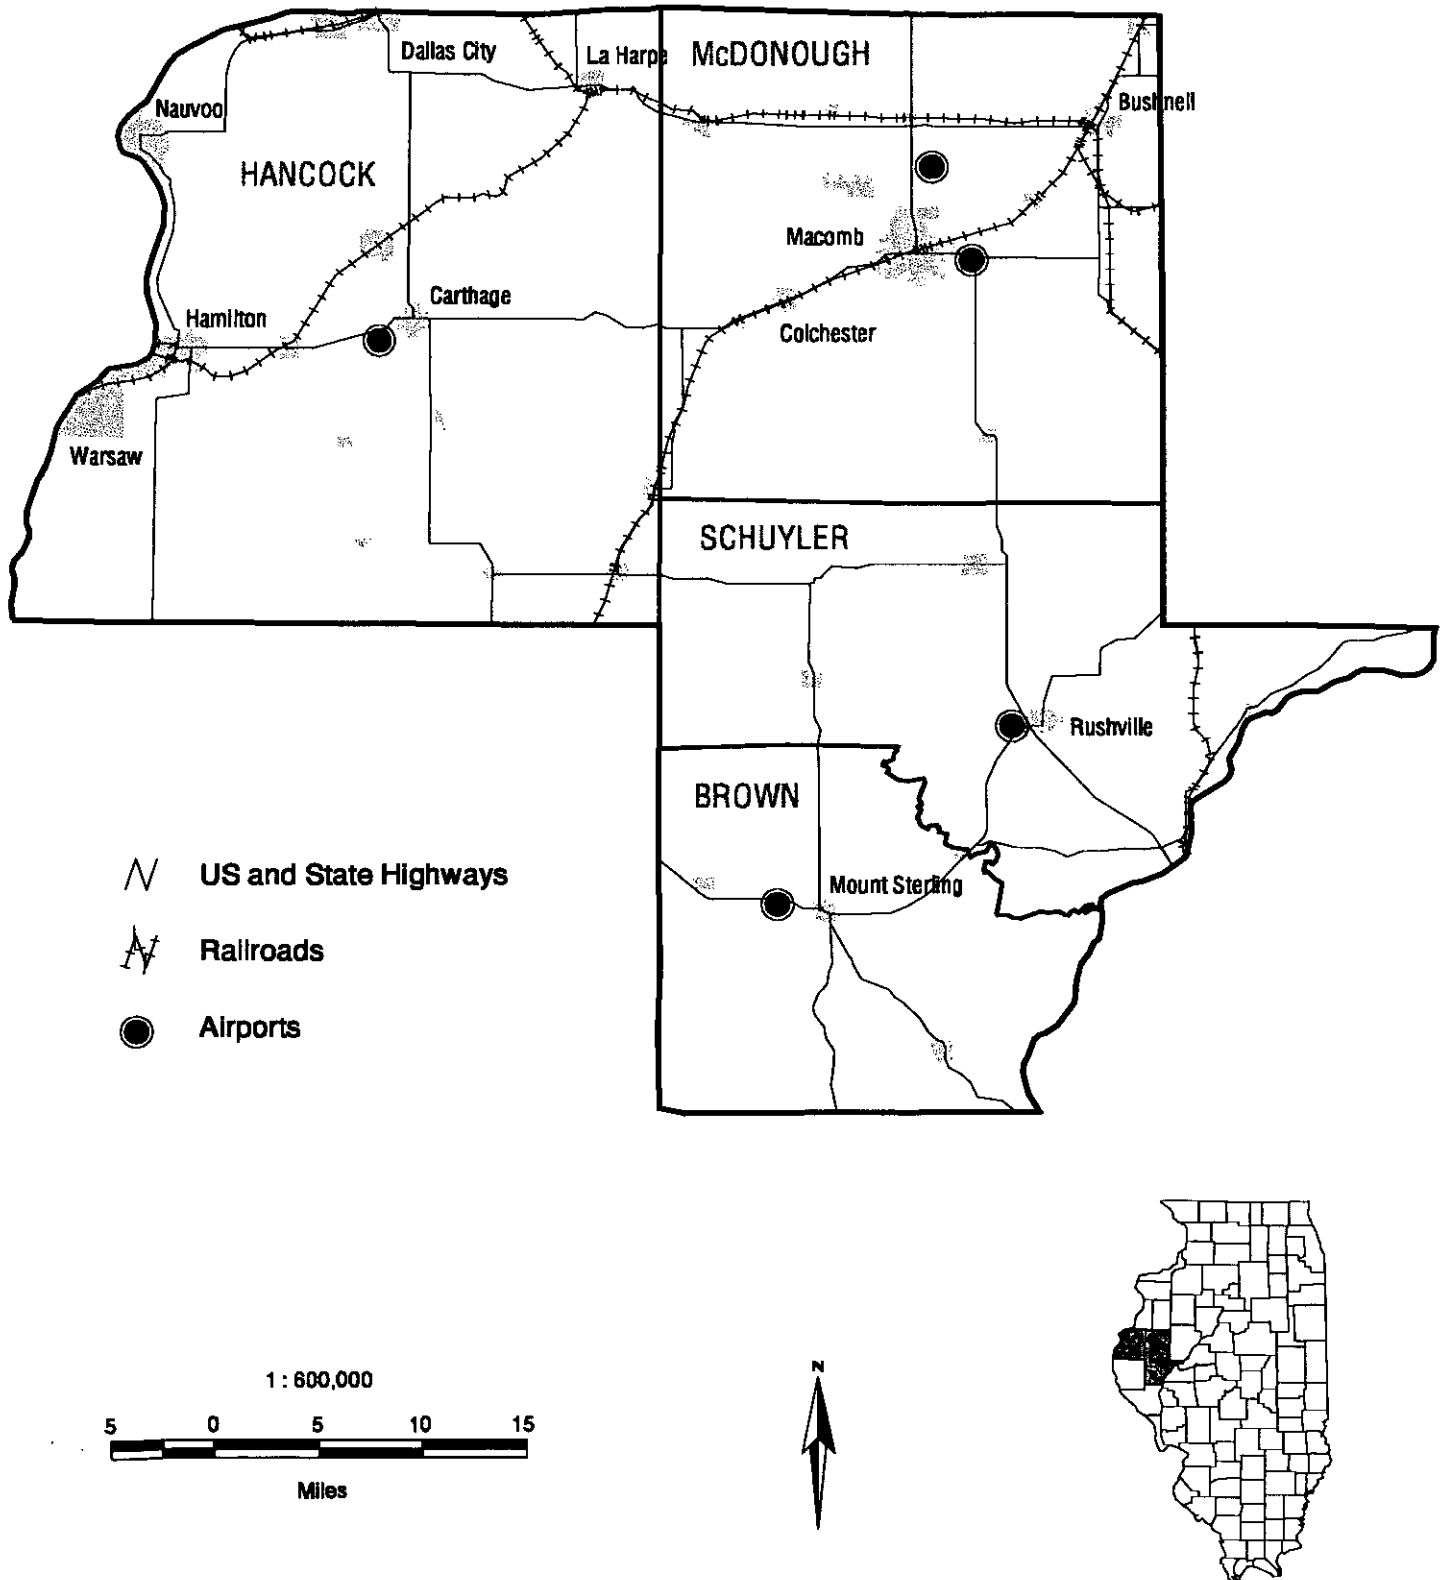 Dallas City
La Harpe
McDONOUGH
Nauvoo
Bushnell
HANCOCK
Macomb
Carthage
Hamilton
Colchester
Warsaw
SCHUYLER
Rushville
BROWN
US and State Highways
Mount Sterling
Railroads
Airports
1 : 600,000
N
5 0 5 10 15
Miles